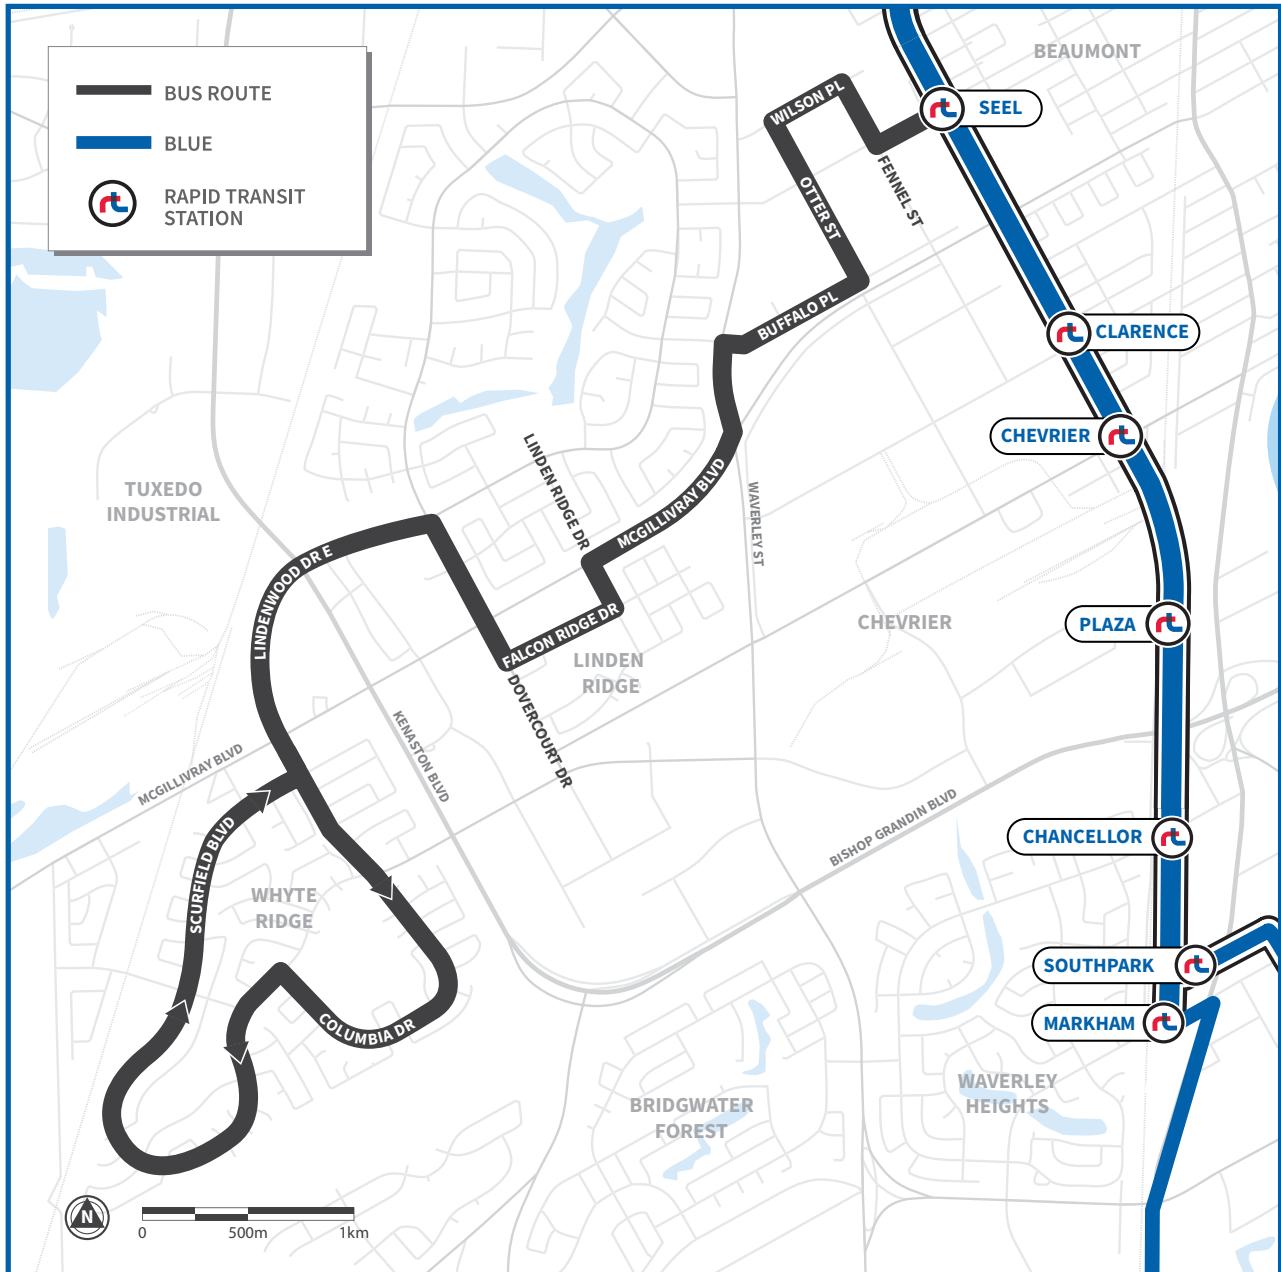 BUS ROUTE
BLUE
RAPID TRANSIT
STATION
BEAUMONT
SEEL
WILSON PL
FENNEL ST
OTTER ST
BUFFALO PL
CLARENCE
CHEVRIER
LINDEN RIDGE DR
MCGILLIVRAY BLVD
WAVERLEY ST
TUXEDO
INDUSTRIAL
LINDENWOOD DR E
FALCON RIDGE DR
CHEVRIER
PLAZA
LINDEN
RIDGE
DOVERCOURT DR
KENASTON BLVD
MCGILLIVRAY BLVD
BISHOP GRANDIN BLVD
SCURFIELD BLVD
CHANCELLOR
WHYTE
RIDGE
SOUTHPARK
COLUMBIA DR
MARKHAM
WAVERLEY
HEIGHTS
BRIDGWATER
FOREST
N
0
500m
1km